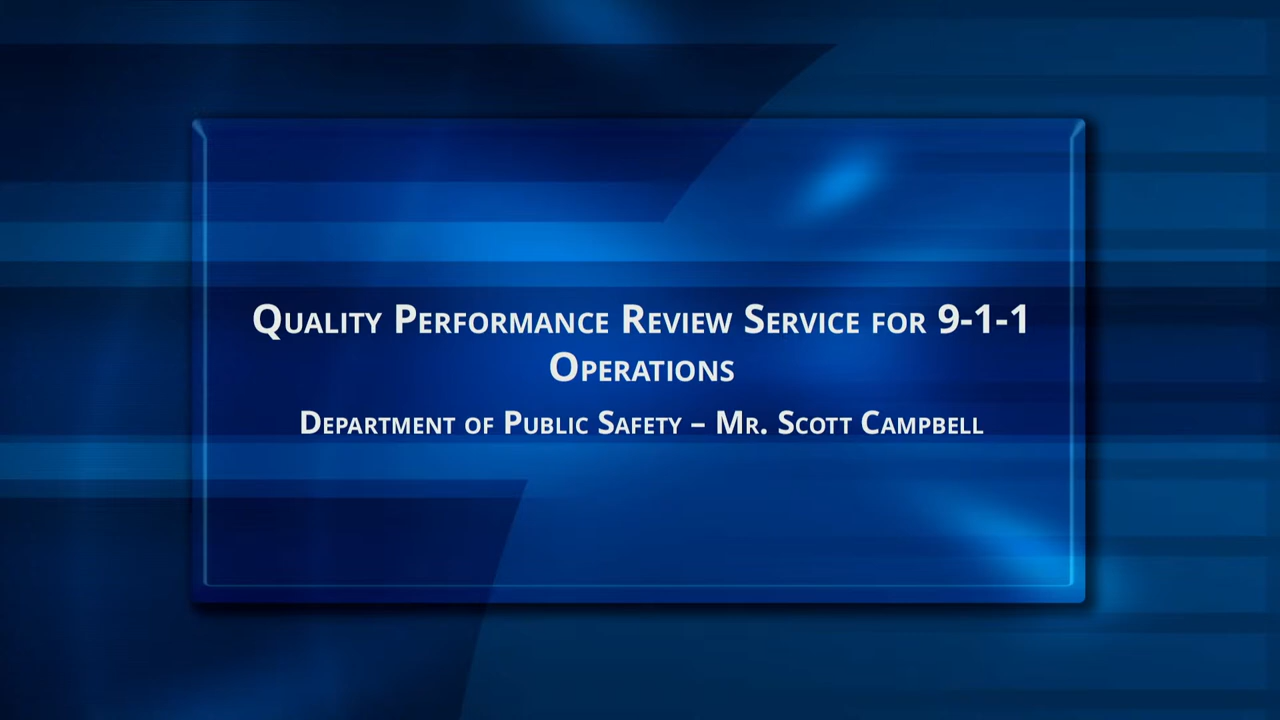 Quality Performance Review Service for 9-1-1
Operations
Department of Public Safety – Mr. Scott Campbell